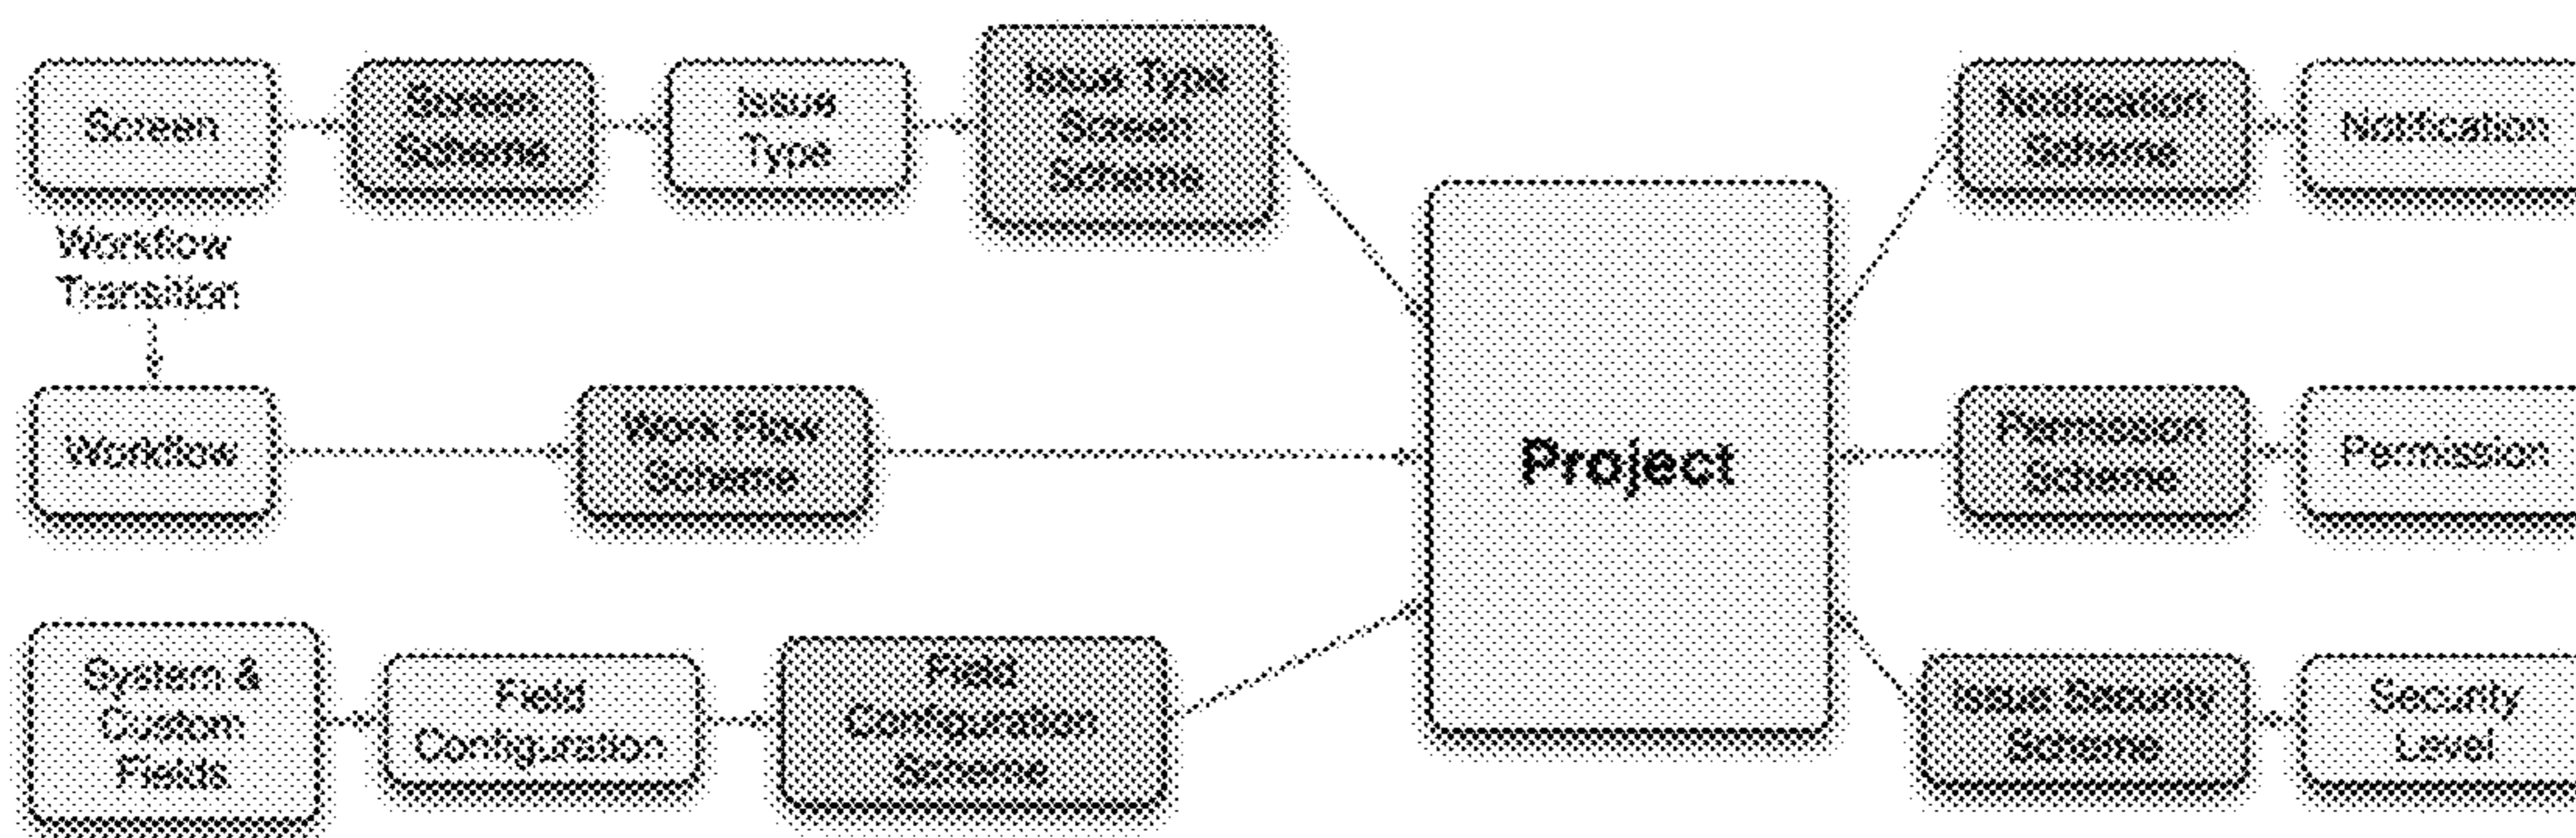 Screen
Screen
Scheme
Issue
Type
Issue Type
Screen
Scheme
Notification
Scheme
Notification
Workflow
Transition
Workflow
Work Flow
Scheme
Project
Permission
Scheme
Permission
System &
Custom
Fields
Field
Configuration
Field
Configuration
Scheme
Issue Security
Scheme
Security
Level